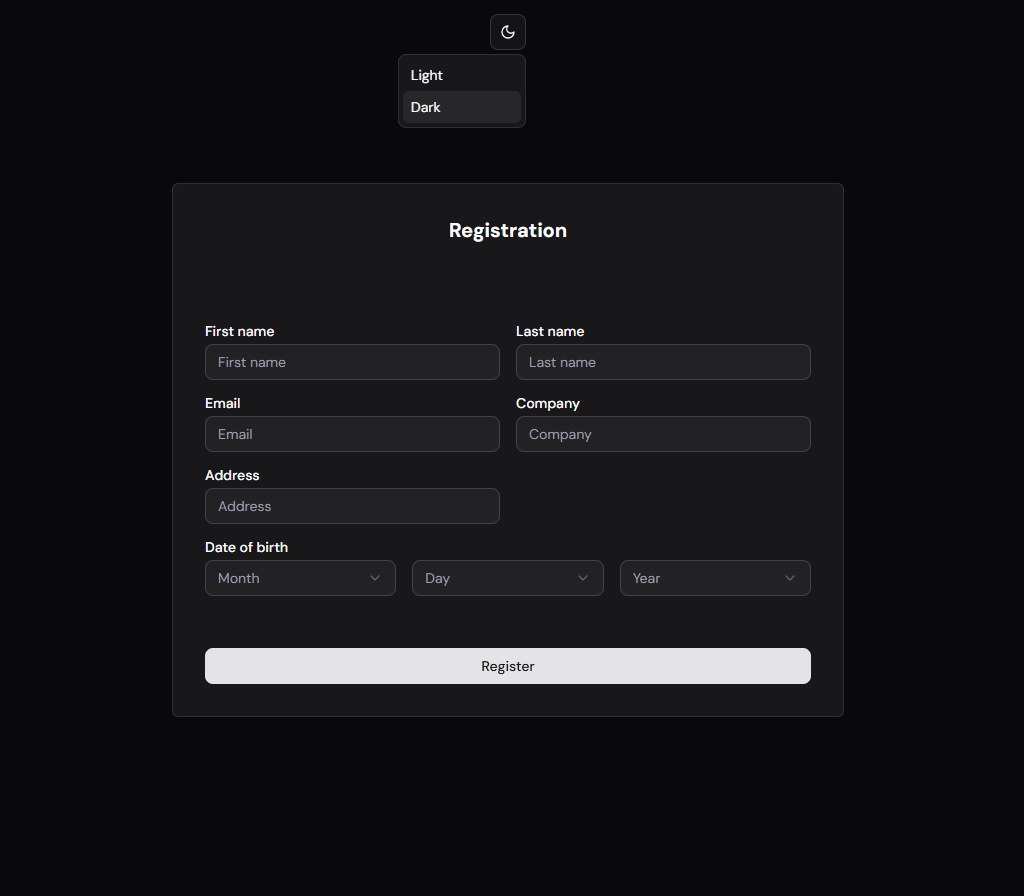 Light
Dark
Registration
First name
Last name
First name
Last name
Email
Company
Email
Company
Address
Address
Date of birth
Month
Day
Year
Register